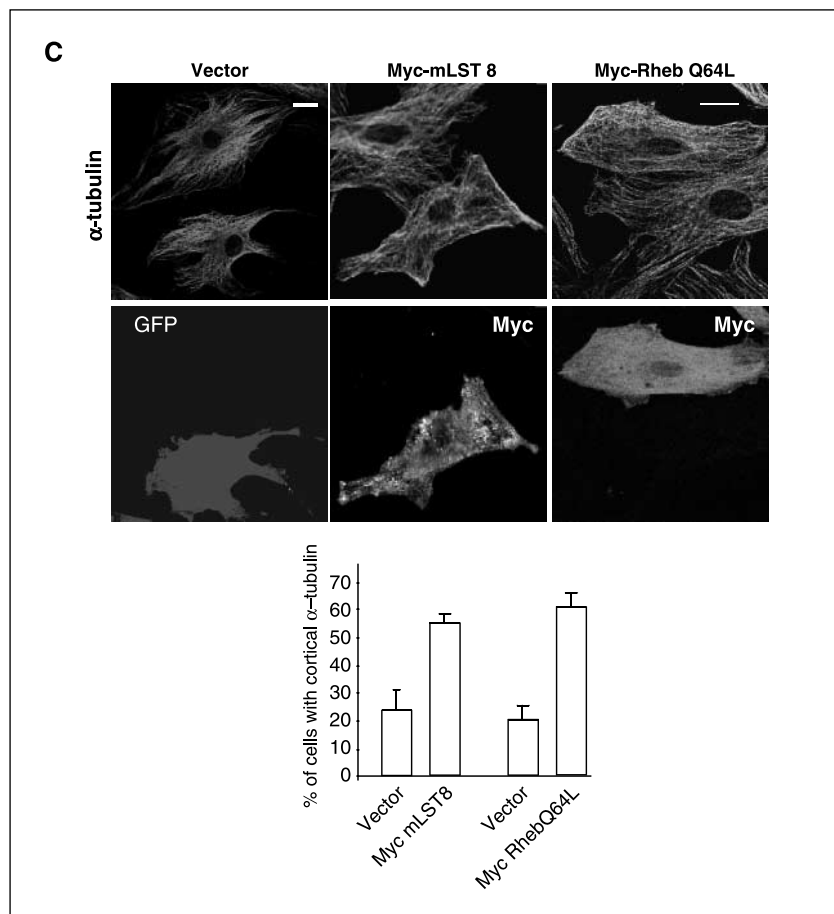 C
Vector Myc-mLST 8 Myc-Rheb Q64L
α-tubulin
GFP Myc Myc
% of cells with cortical α–tubulin
70
60
50
40
30
20
10
0
Vector
Myc mLST8
Vector
Myc RhebQ64L